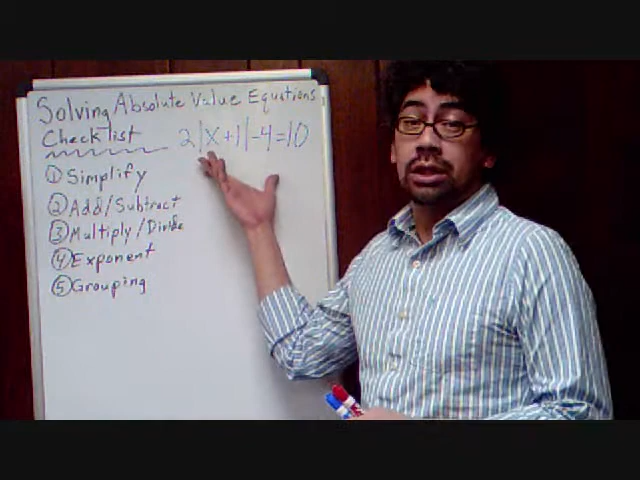 Solving Absolute Value Equations
Checklist 2|x+1|-4=10
① Simplify
② Add/Subtract
③ Multiply/Divide
④ Exponent
⑤ Grouping